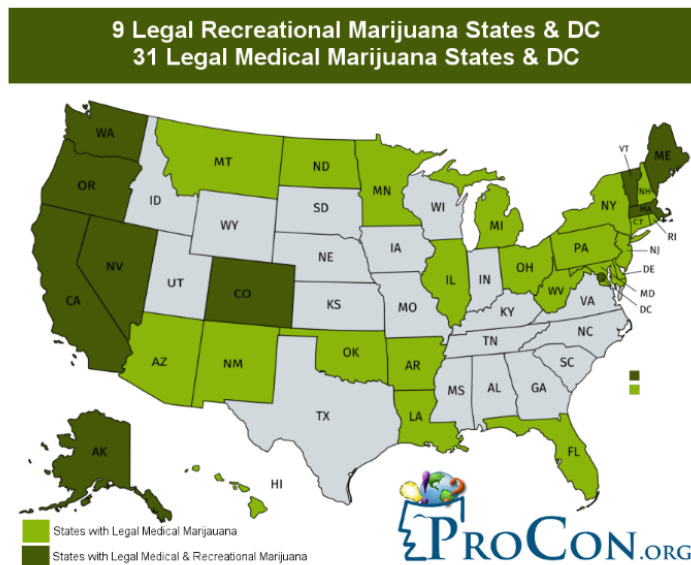 9 Legal Recreational Marijuana States & DC
31 Legal Medical Marijuana States & DC
WA
MT
ND
MN
VT
ME
OR
ID
WY
SD
WI
MI
NY
NH
MA
CT
RI
NV
UT
CO
NE
IA
IL
IN
OH
PA
NJ
CA
KS
MO
KY
WV
VA
DE
MD
DC
AZ
NM
OK
AR
TN
NC
SC
TX
LA
MS
AL
GA
FL
AK
HI
States with Legal Medical Marijauana
States with Legal Medical & Recreational Marijuana
PROCON.ORG